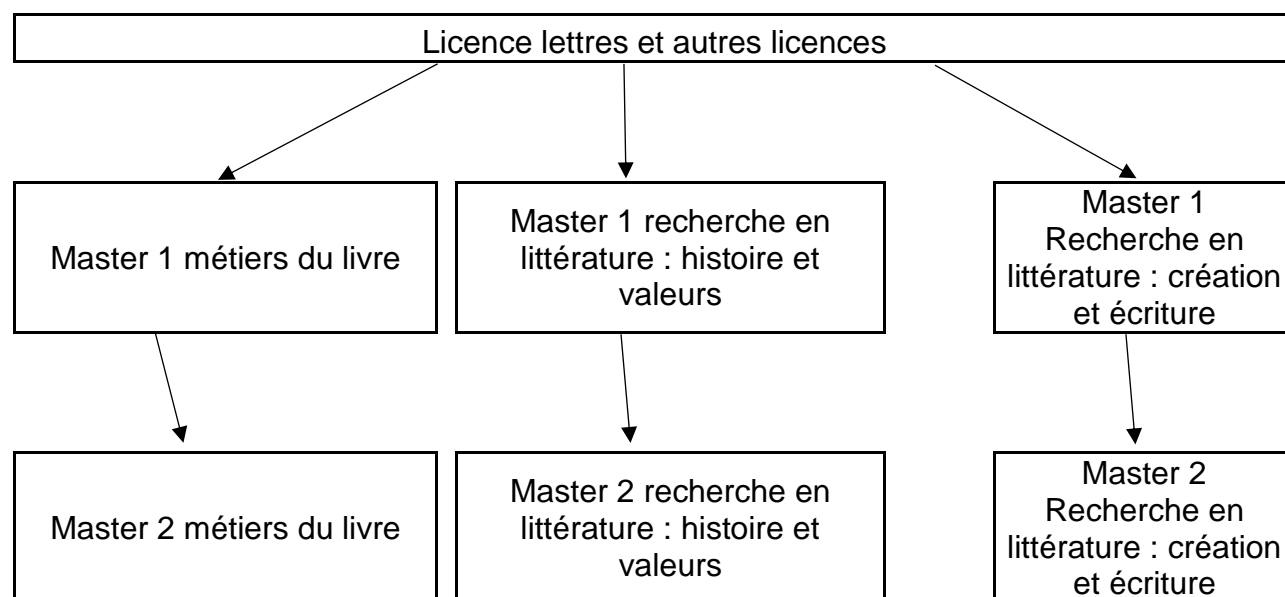 Licence lettres et autres licences
Master 1 métiers du livre
Master 1 recherche en
littérature : histoire et
valeurs
Master 1
Recherche en
littérature : création
et écriture
Master 2 métiers du livre
Master 2 recherche en
littérature : histoire et
valeurs
Master 2
Recherche en
littérature : création
et écriture